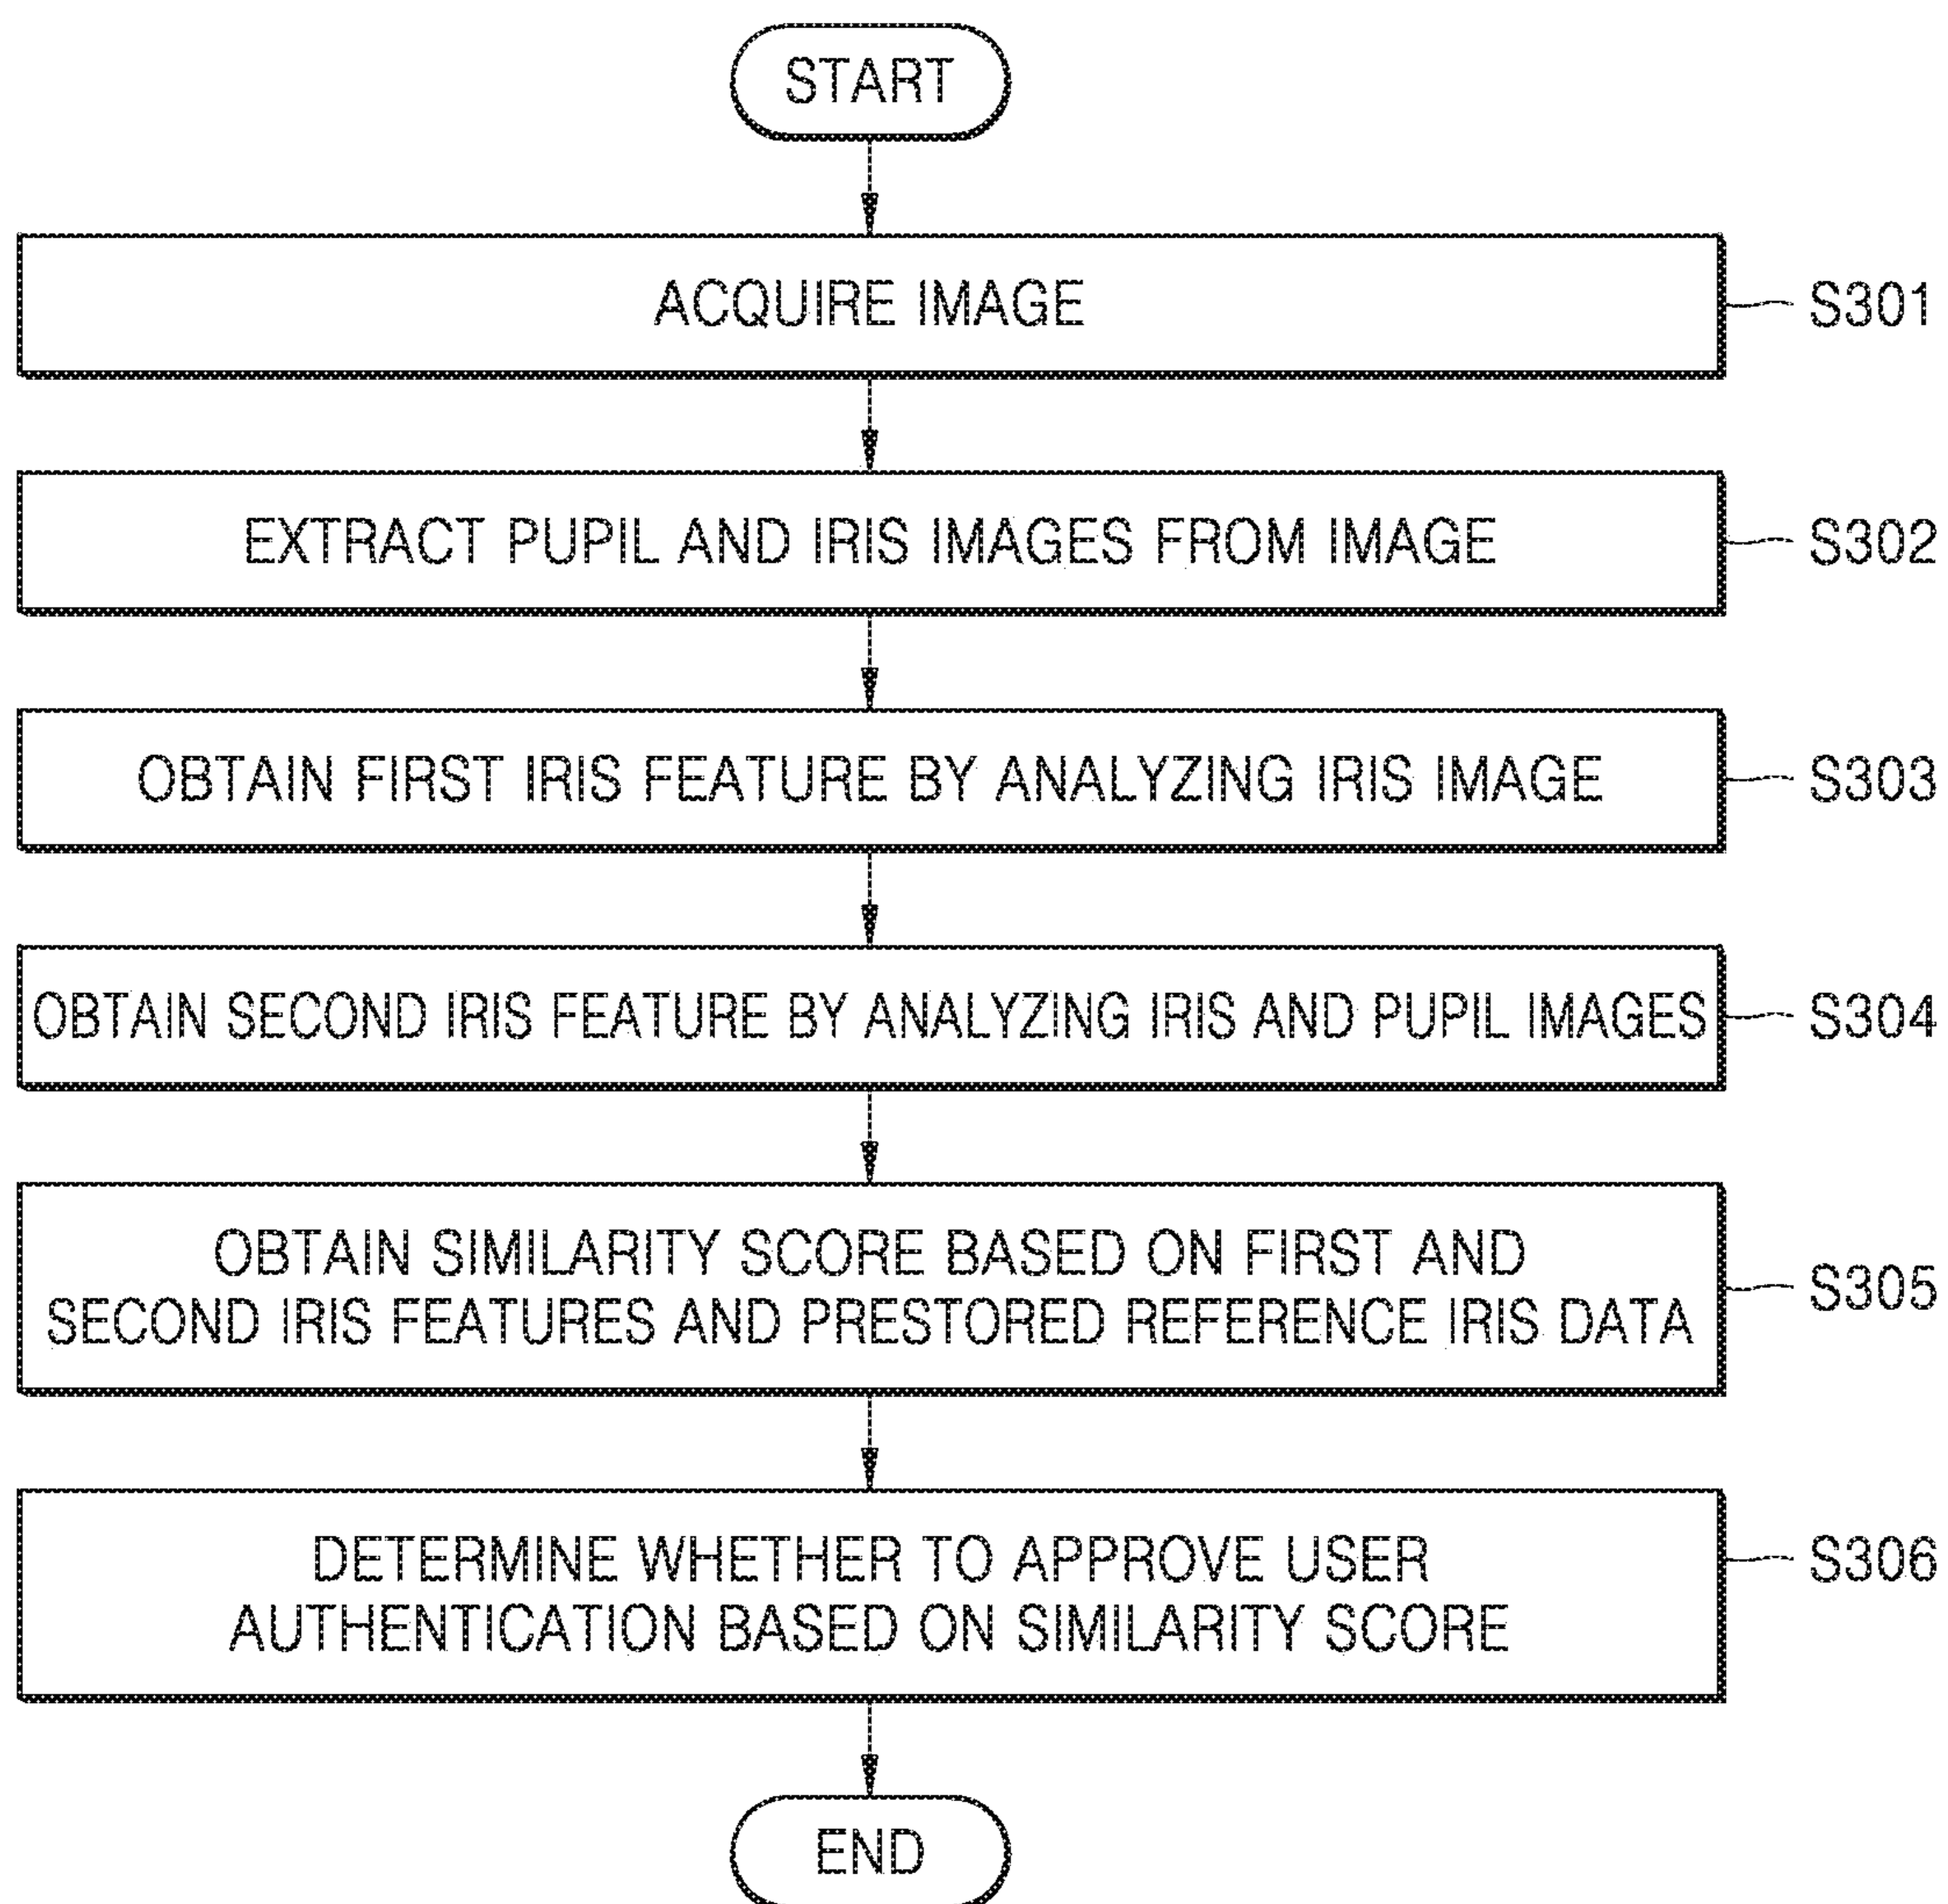 START
ACQUIRE IMAGE
S301
EXTRACT PUPIL AND IRIS IMAGES FROM IMAGE
S302
OBTAIN FIRST IRIS FEATURE BY ANALYZING IRIS IMAGE
S303
OBTAIN SECOND IRIS FEATURE BY ANALYZING IRIS AND PUPIL IMAGES
S304
OBTAIN SIMILARITY SCORE BASED ON FIRST AND
SECOND IRIS FEATURES AND PRESTORED REFERENCE IRIS DATA
S305
DETERMINE WHETHER TO APPROVE USER
AUTHENTICATION BASED ON SIMILARITY SCORE
S306
END